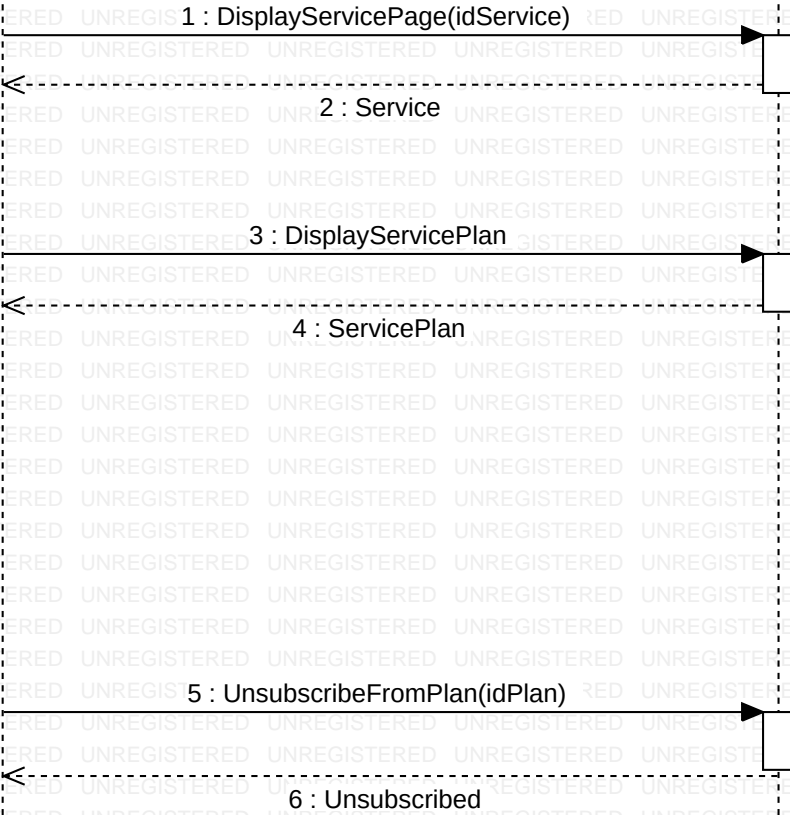 1 : DisplayServicePage(idService)
2 : Service
3 : DisplayServicePlan
4 : ServicePlan
5 : UnsubscribeFromPlan(idPlan)
6 : Unsubscribed